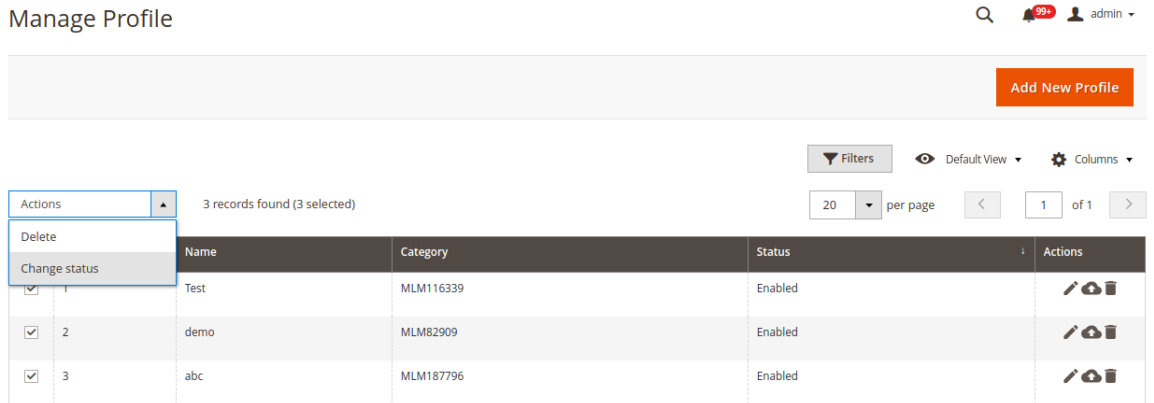 Manage Profile
99+
admin
Add New Profile
Filters
Default View
Columns
Actions
3 records found (3 selected)
20
per page
1
of 1
Delete
Change status
Name
Category
Status
↓
Actions
1
Test
MLM116339
Enabled
2
demo
MLM82909
Enabled
3
abc
MLM187796
Enabled